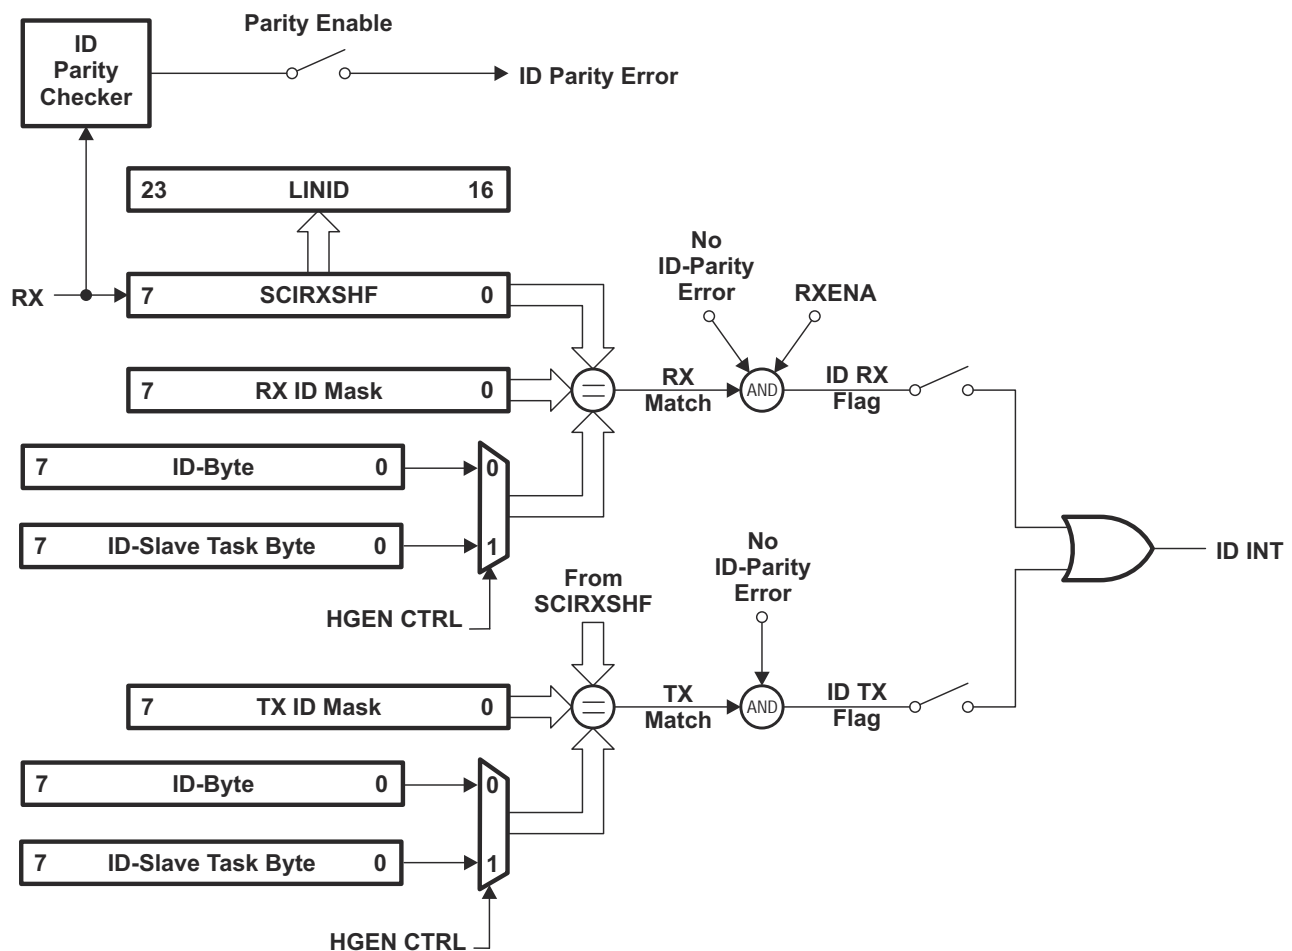 Parity Enable
ID
Parity
Checker
ID Parity Error
23 LINID 16
RX
7 SCIRXSHF 0
No
ID-Parity
Error
RXENA
7 RX ID Mask 0
=
RX
Match
AND
ID RX
Flag
7 ID-Byte 0
0
7 ID-Slave Task Byte 0
1
HGEN CTRL
ID INT
From
SCIRXSHF
No
ID-Parity
Error
7 TX ID Mask 0
=
TX
Match
AND
ID TX
Flag
7 ID-Byte 0
0
7 ID-Slave Task Byte 0
1
HGEN CTRL